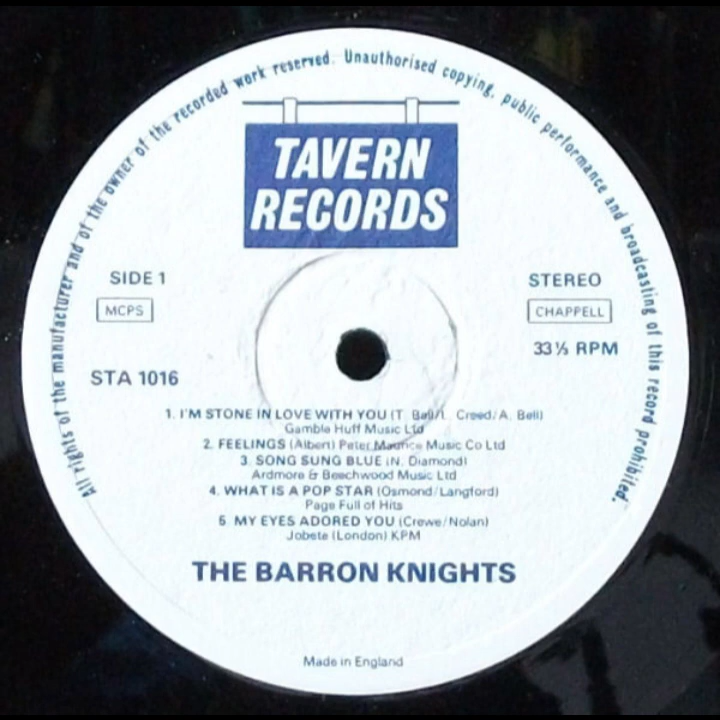 All rights of the manufacturer and of the owner of the recorded work reserved. Unauthorised copying, public performance and broadcasting of this record prohibited.
TAVERN
RECORDS
SIDE 1
STEREO
MCPS
CHAPPELL
33⅓ RPM
STA 1016
1. I'M STONE IN LOVE WITH YOU (T. Bell/L. Creed/A. Bell)
Gamble Huff Music Ltd
2. FEELINGS (Albert) Peter Maurice Music Co Ltd
3. SONG SUNG BLUE (N. Diamond)
Ardmore & Beechwood Music Ltd
4. WHAT IS A POP STAR (Osmond/Langford)
Page Full of Hits
5 MY EYES ADORED YOU (Crewe/Nolan)
Jobete (London) KPM
THE BARRON KNIGHTS
Made in England